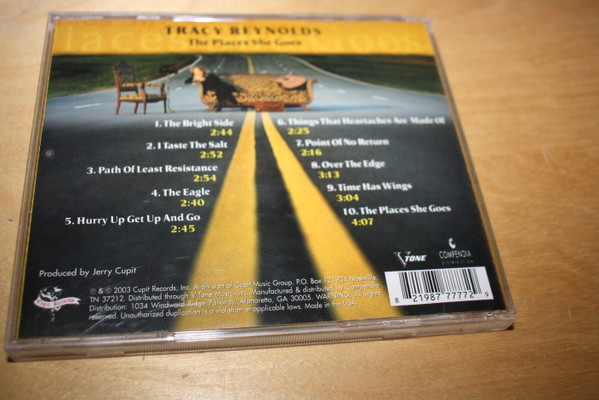 TRACY REYNOLDS
The Places She Goes
1. The Bright Side
2:44
2. I Taste The Salt
2:52
3. Path Of Least Resistance
2:54
4. The Eagle
2:40
5. Hurry Up Get Up And Go
2:45
6. Things That Heartaches Are Made Of
2:25
7. Point Of No Return
2:16
8. Over The Edge
3:13
9. Time Has Wings
3:04
10. The Places She Goes
4:07
Produced by Jerry Cupit
V TONE
COMPENDIA
DISTRIBUTION
℗ & © 2003 Cupit Records, Inc. A division of Cupit Music Group. P.O. Box 121904 Nashville,
TN 37212. Distributed through V-Tone Music, Inc. Manufactured & distributed by Compendia
Distribution: 1034 Windward Ridge Parkway, Alpharetta, GA 30005. WARNING: All rights
reserved. Unauthorized duplication is a violation of applicable laws. Made in the USA.
8 21987 77772 9